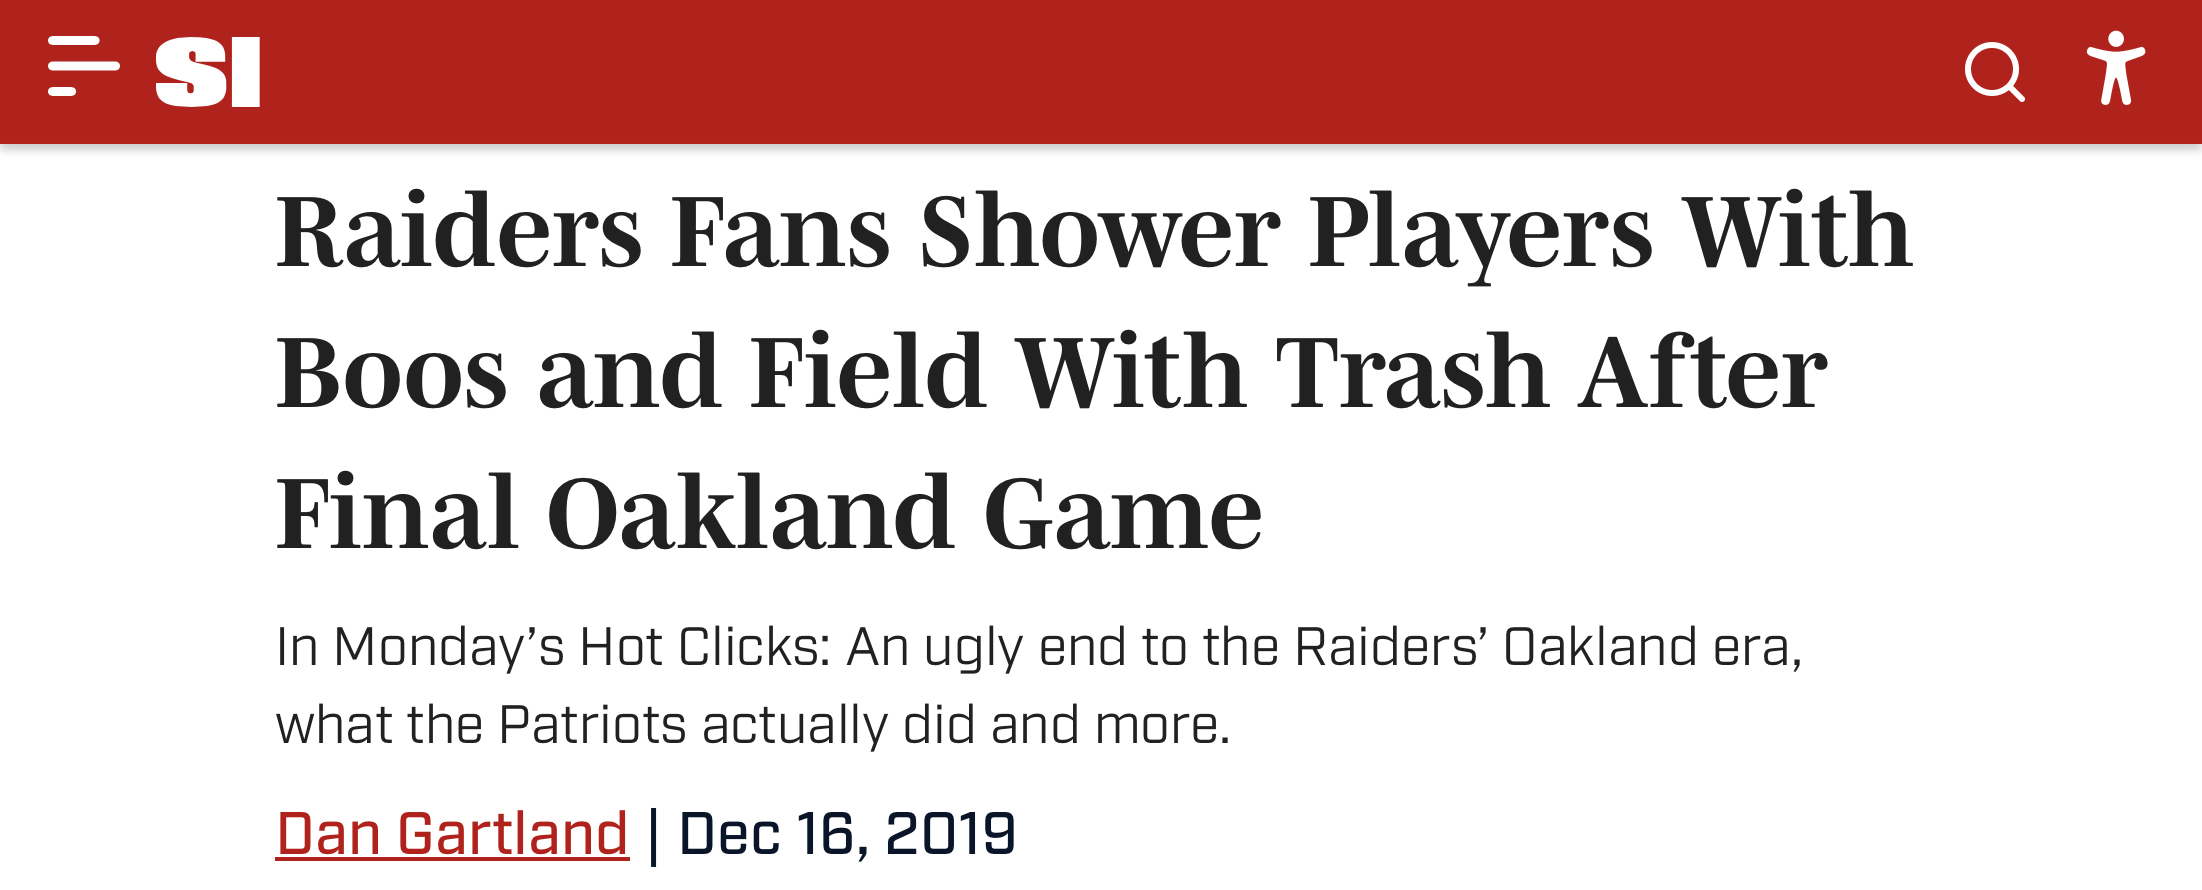 SI
Raiders Fans Shower Players With
Boos and Field With Trash After
Final Oakland Game
In Monday’s Hot Clicks: An ugly end to the Raiders’ Oakland era,
what the Patriots actually did and more.
Dan Gartland | Dec 16, 2019